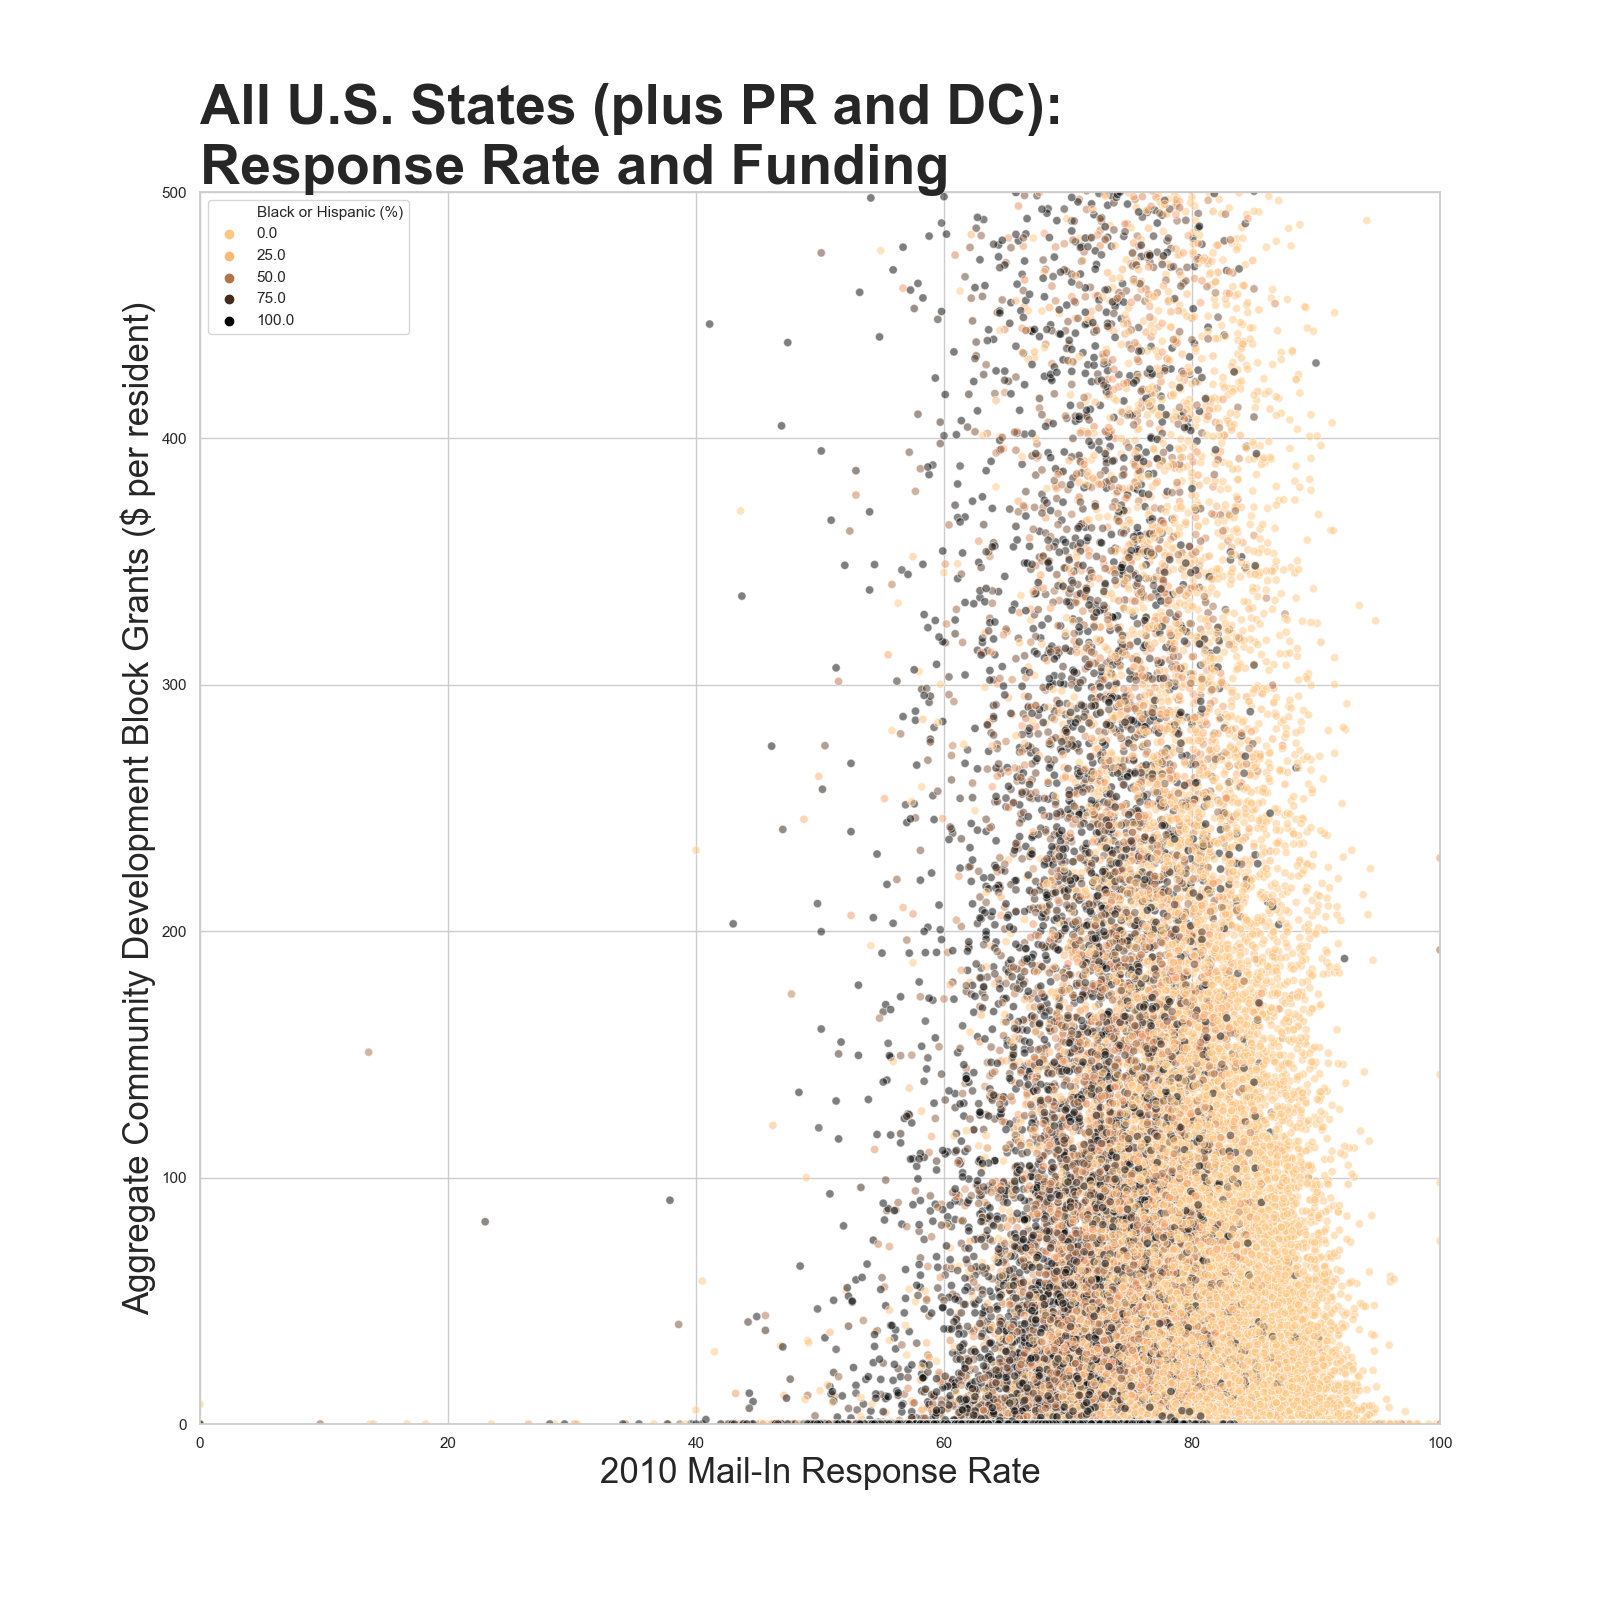 All U.S. States (plus PR and DC):
Response Rate and Funding
Black or Hispanic (%)
0.0
25.0
50.0
75.0
100.0
Aggregate Community Development Block Grants ($ per resident)
500
400
300
200
100
0
0 20 40 60 80 100
2010 Mail-In Response Rate